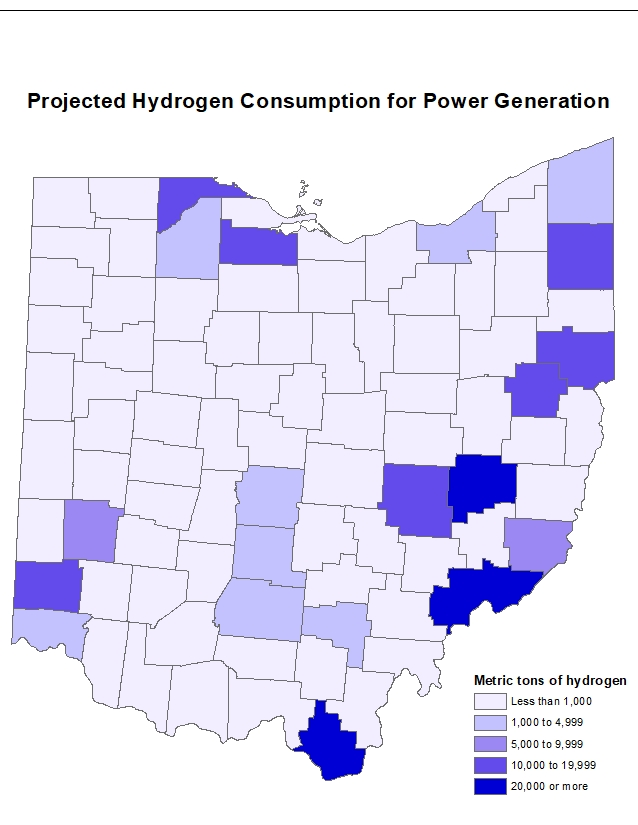 Projected Hydrogen Consumption for Power Generation
Metric tons of hydrogen
Less than 1,000
1,000 to 4,999
5,000 to 9,999
10,000 to 19,999
20,000 or more